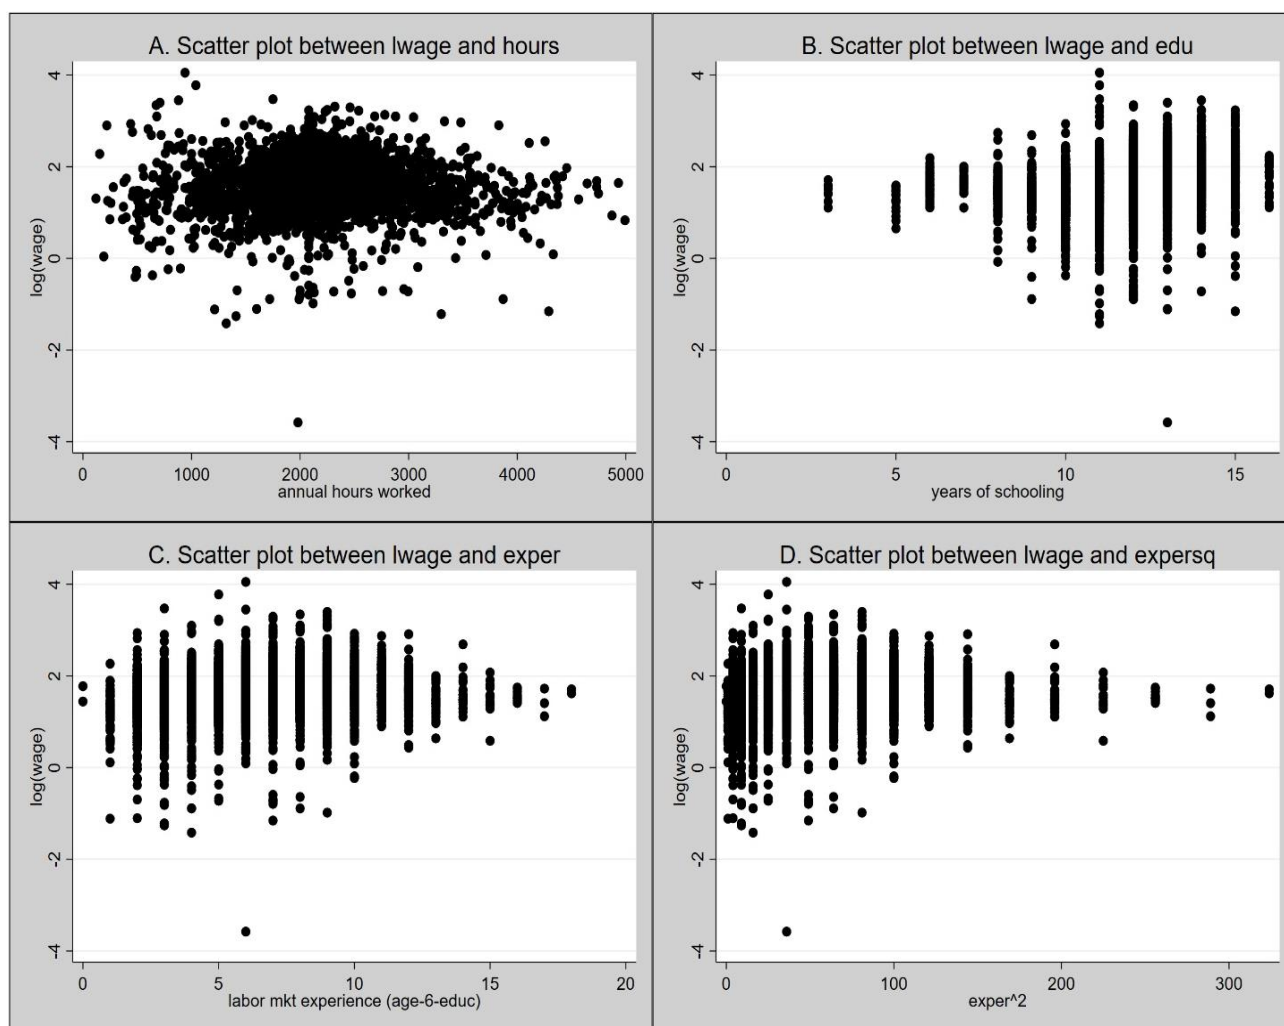 A. Scatter plot between lwage and hours
4
2
0
-2
-4
log(wage)
0 1000 2000 3000 4000 5000
annual hours worked
B. Scatter plot between lwage and edu
4
2
0
-2
-4
log(wage)
0 5 10 15
years of schooling
C. Scatter plot between lwage and exper
4
2
0
-2
-4
log(wage)
0 5 10 15 20
labor mkt experience (age-6-educ)
D. Scatter plot between lwage and expersq
4
2
0
-2
-4
log(wage)
0 100 200 300
exper^2